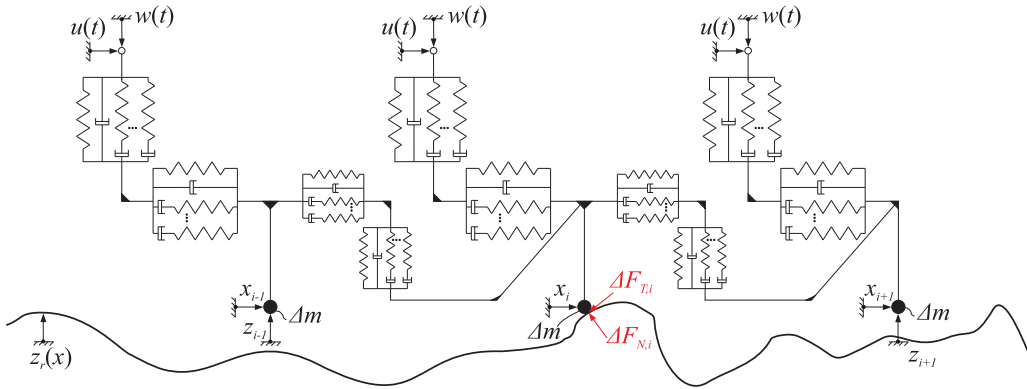 w(t) w(t) w(t)
u(t) u(t) u(t)
x_{i-1} x_i ΔF_{T,i} x_{i+1}
Δm Δm Δm
z_{i-1} ΔF_{N,i} z_{i+1}
z_r(x)